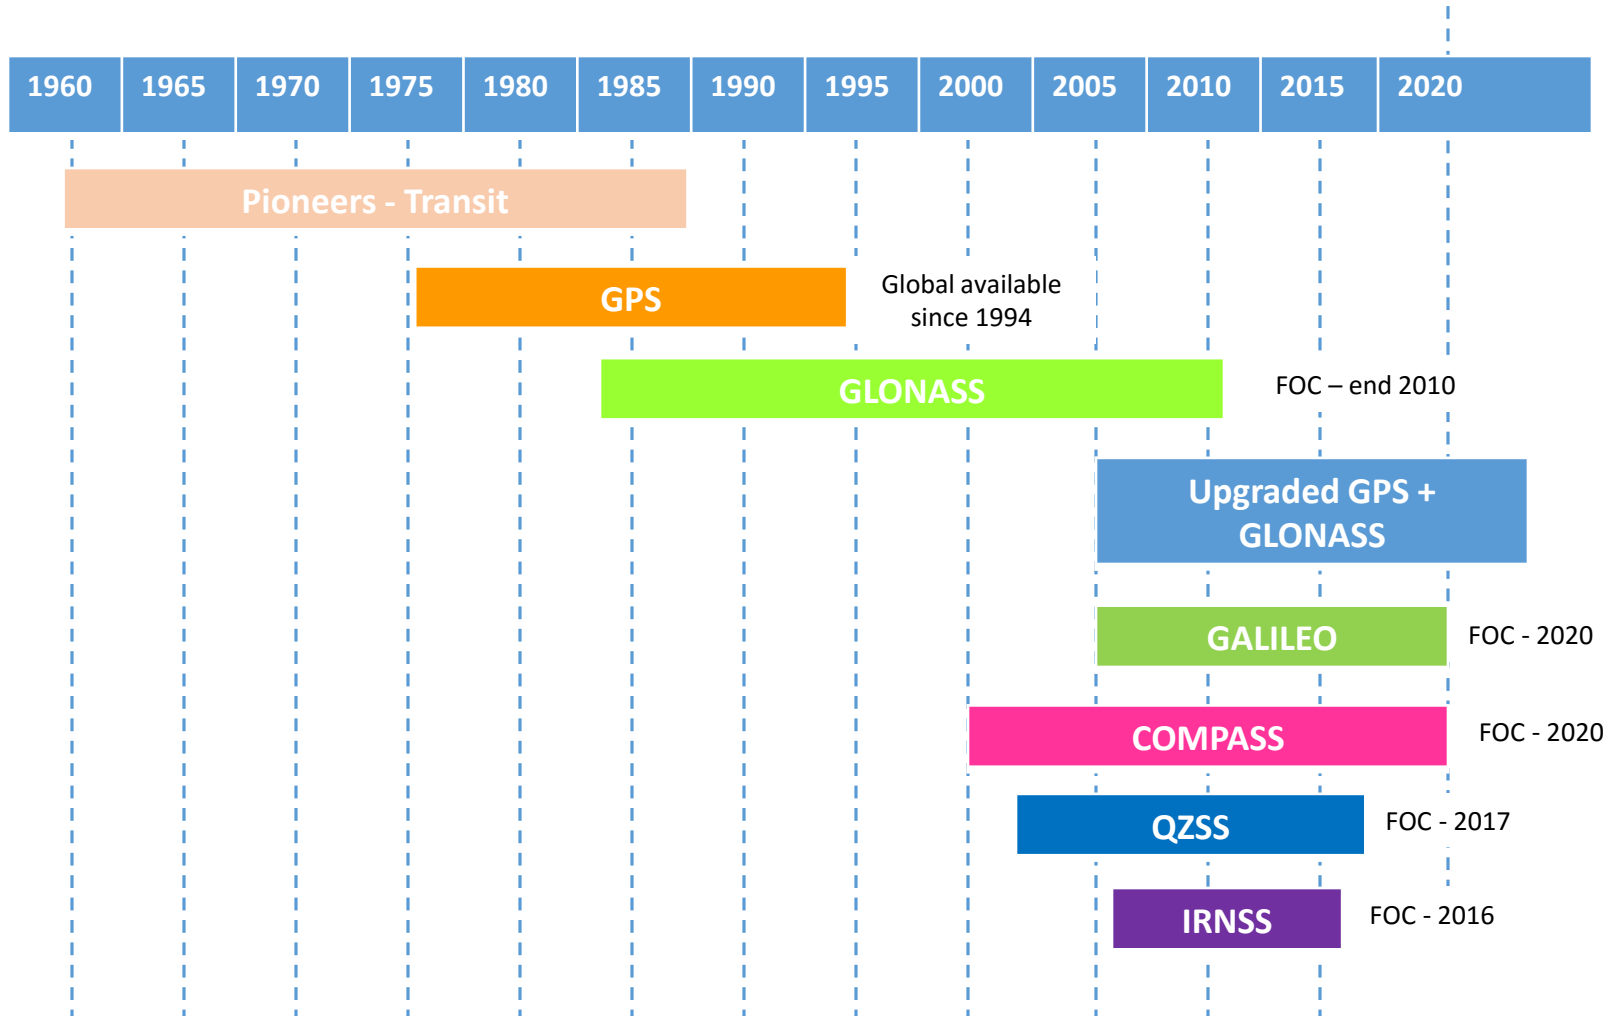 1960 1965 1970 1975 1980 1985 1990 1995 2000 2005 2010 2015 2020
Pioneers - Transit
GPS
Global available
since 1994
GLONASS
FOC – end 2010
Upgraded GPS +
GLONASS
GALILEO
FOC - 2020
COMPASS
FOC - 2020
QZSS
FOC - 2017
IRNSS
FOC - 2016